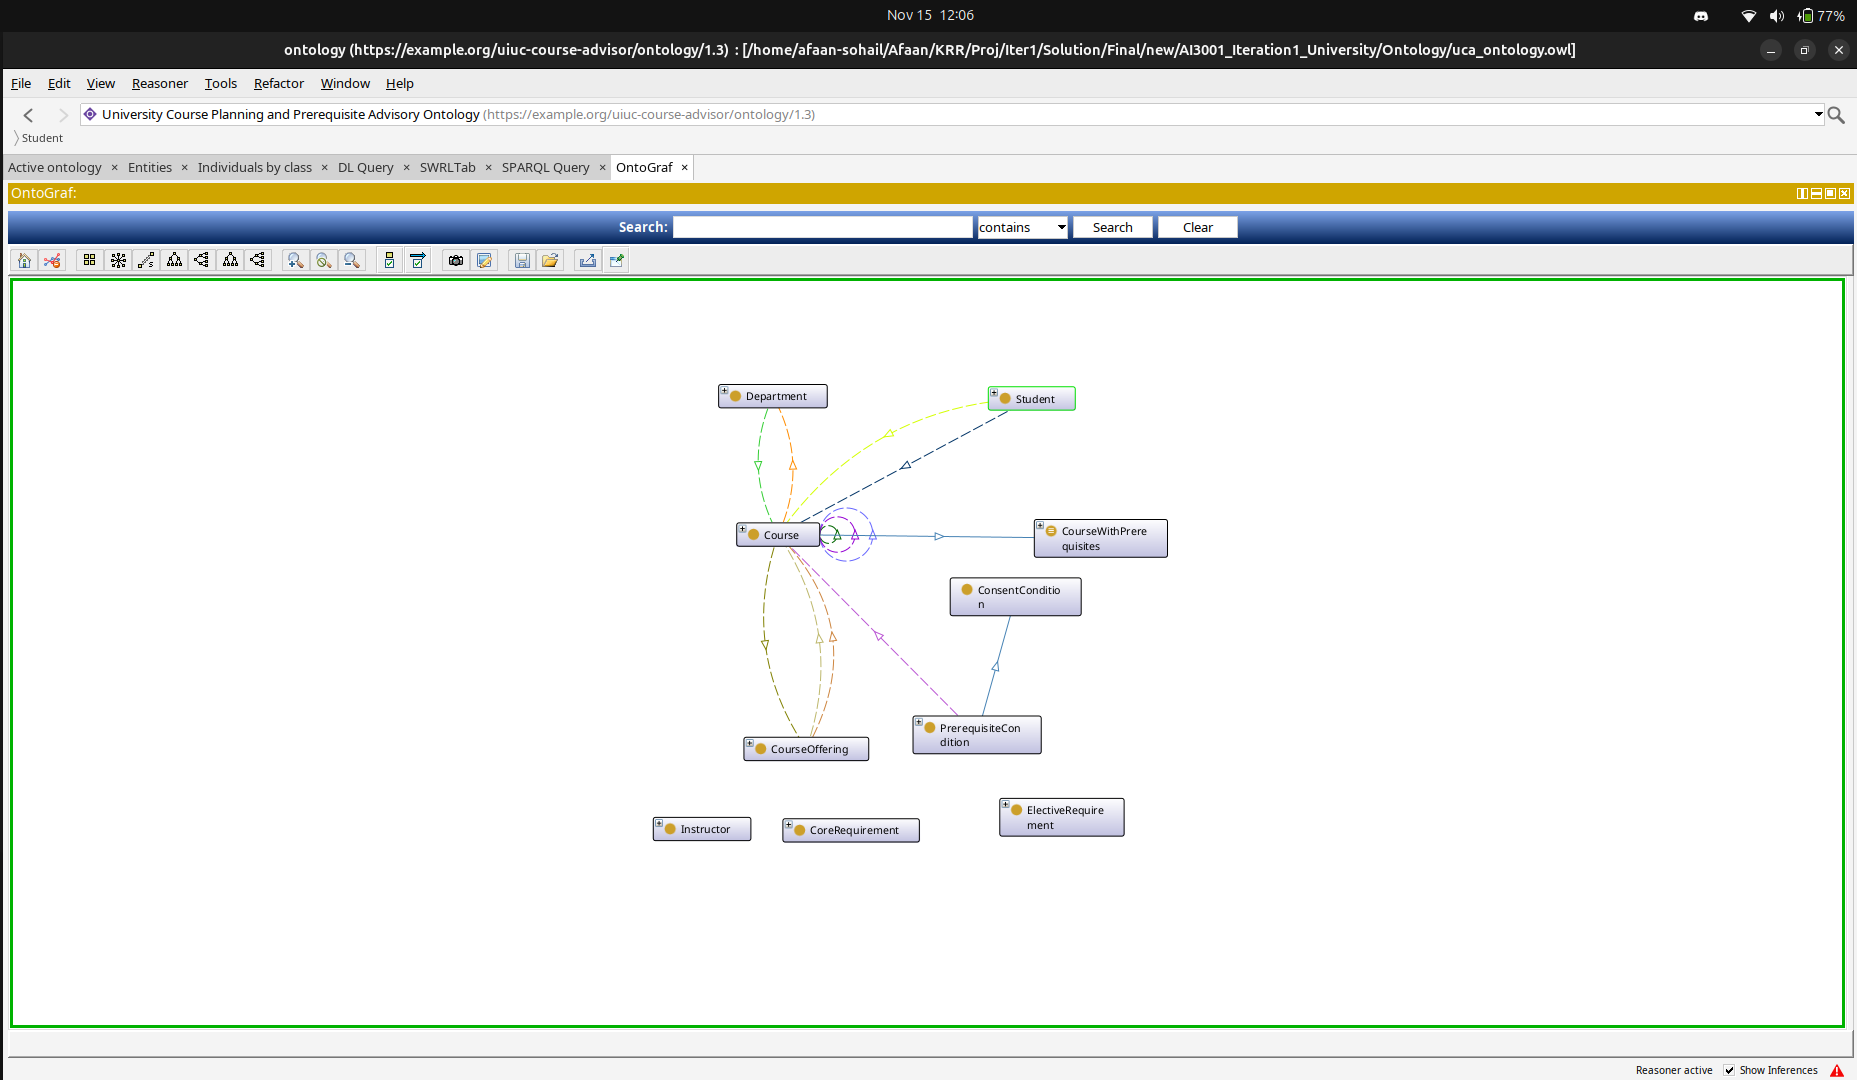 Nov 15 12:06
77%
ontology (https://example.org/uiuc-course-advisor/ontology/1.3) : [/home/afaan-sohail/Afaan/KRR/Proj/Iter1/Solution/Final/new/AI3001_Iteration1_University/Ontology/uca_ontology.owl]
File Edit View Reasoner Tools Refactor Window Help
University Course Planning and Prerequisite Advisory Ontology (https://example.org/uiuc-course-advisor/ontology/1.3)
Student
Active ontology × Entities × Individuals by class × DL Query × SWRLTab × SPARQL Query × OntoGraf ×
OntoGraf:
Search: contains Search Clear
Department
Student
Course
CourseWithPrere
quisites
ConsentConditio
n
PrerequisiteCon
dition
CourseOffering
ElectiveRequire
ment
Instructor
CoreRequirement
Reasoner active Show Inferences